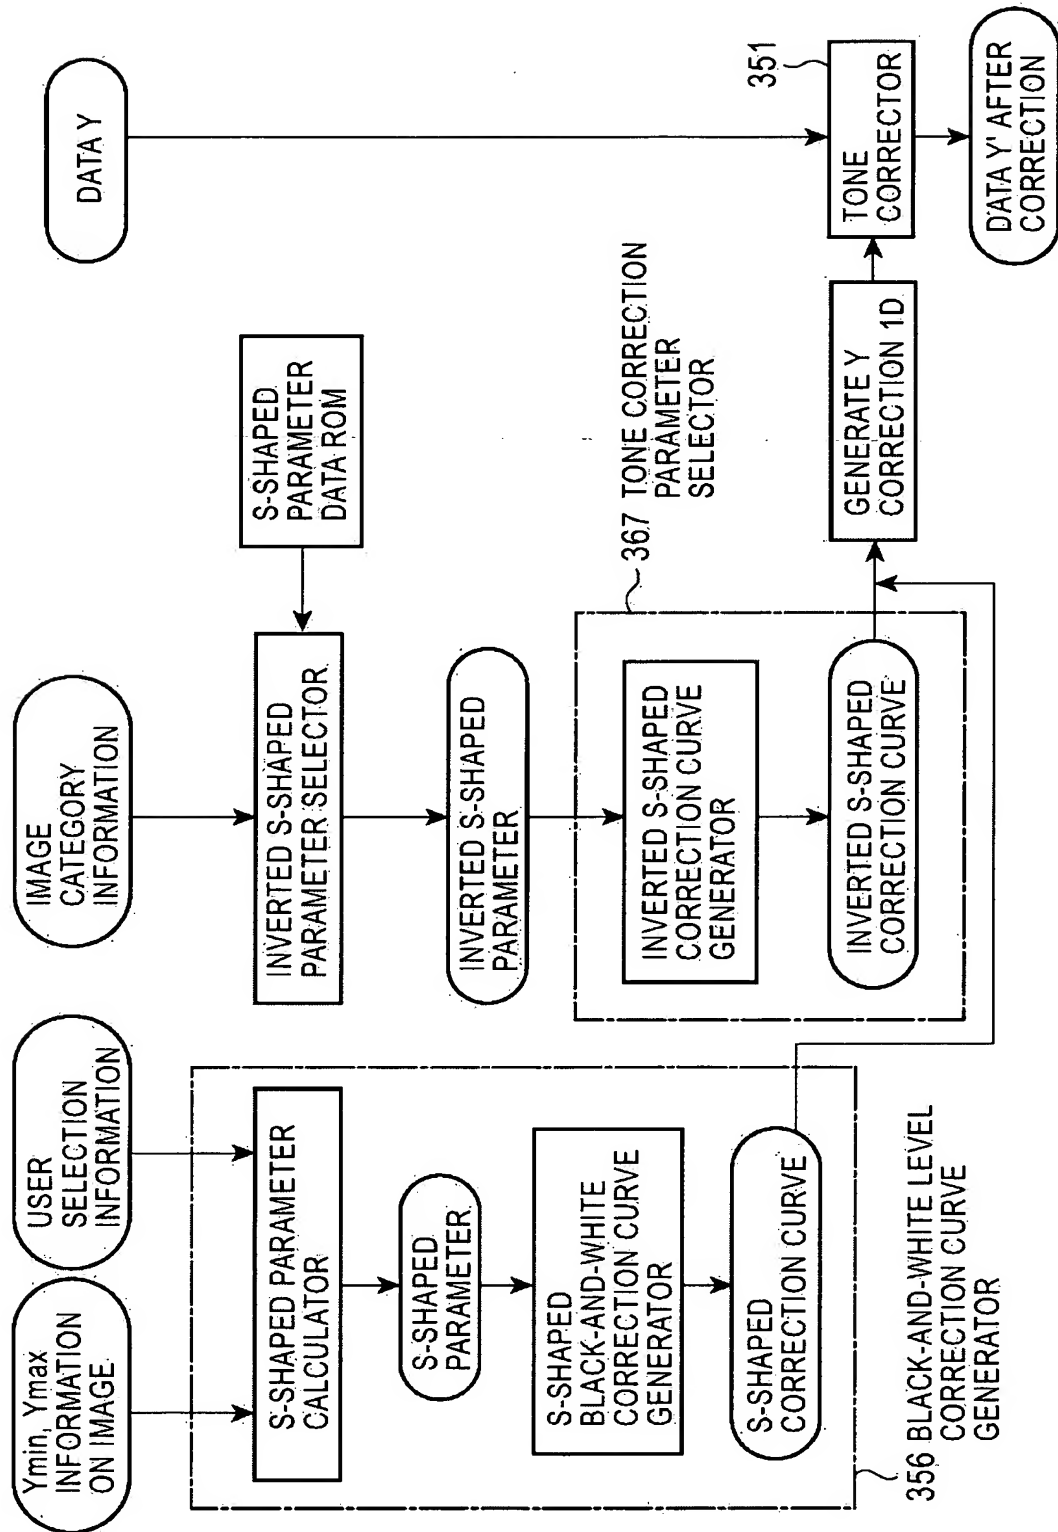 Ymin, Ymax
INFORMATION
ON IMAGE
USER
SELECTION
INFORMATION
IMAGE
CATEGORY
INFORMATION
DATA Y
S-SHAPED PARAMETER
CALCULATOR
INVERTED S-SHAPED
PARAMETER SELECTOR
S-SHAPED
PARAMETER
DATA ROM
S-SHAPED
PARAMETER
INVERTED S-SHAPED
PARAMETER
S-SHAPED
BLACK-AND-WHITE
CORRECTION CURVE
GENERATOR
367 TONE CORRECTION
PARAMETER
SELECTOR
INVERTED S-SHAPED
CORRECTION CURVE
GENERATOR
S-SHAPED
CORRECTION CURVE
INVERTED S-SHAPED
CORRECTION CURVE
GENERATE Y
CORRECTION 1D
351
TONE
CORRECTOR
356 BLACK-AND-WHITE LEVEL
CORRECTION CURVE
GENERATOR
DATA Y' AFTER
CORRECTION